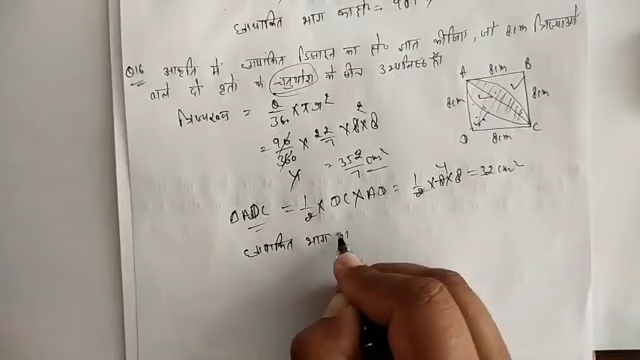 छायांकित भाग का क्षे॰ =
Q16 आकृति में छायांकित डिजाइन का क्षे॰ ज्ञात कीजिए, जो 8cm त्रिज्याओं
वाले दो वृत्तों के चतुर्थांश के बीच उभयनिष्ठ है।
त्रिज्यखण्ड = θ/360 × πr²
= 90/360 × 22/7 × 8 × 8
= 352/7 cm²
ΔADC = 1/2 × DC × AD = 1/2 × 8 × 8 = 32 cm²
छायांकित भाग का
A 8cm B
8cm 8cm
D 8cm C